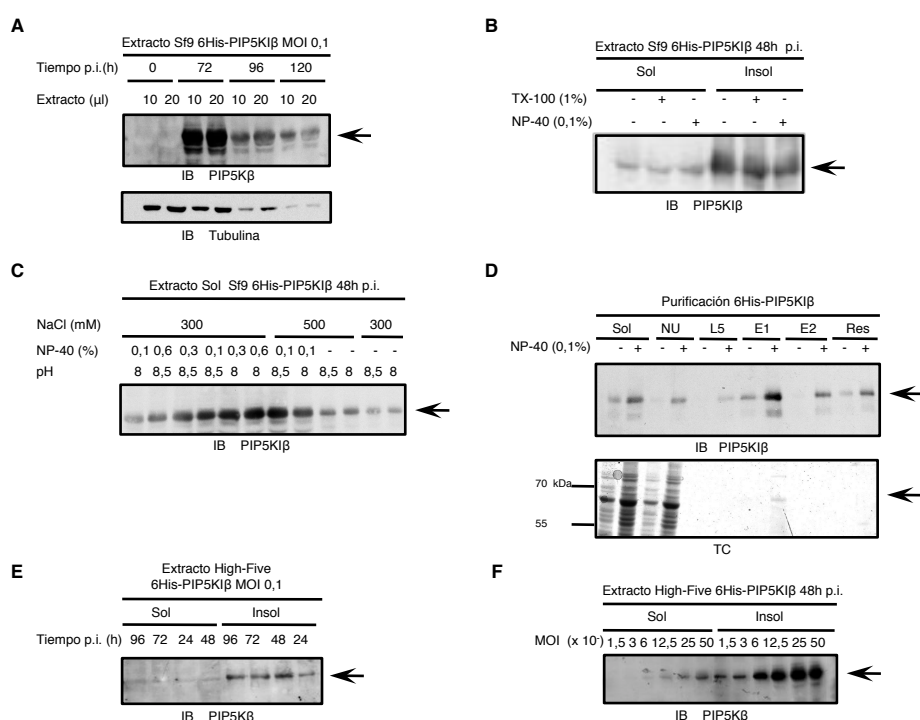 A
Extracto Sf9 6His-PIP5KIβ MOI 0,1
Tiempo p.i.(h) 0 72 96 120
Extracto (μl) 10 20 10 20 10 20 10 20
IB PIP5Kβ
IB Tubulina
B
Extracto Sf9 6His-PIP5KIβ 48h p.i.
Sol Insol
TX-100 (1%) - + - - + -
NP-40 (0,1%) - - + - - +
IB PIP5KIβ
C
Extracto Sol Sf9 6His-PIP5KIβ 48h p.i.
NaCl (mM) 300 500 300
NP-40 (%) 0,1 0,6 0,3 0,1 0,3 0,6 0,1 0,1 - - - -
pH 8 8,5 8,5 8,5 8 8 8,5 8 8,5 8 8,5 8
IB PIP5KIβ
D
Purificación 6His-PIP5KIβ
Sol NU L5 E1 E2 Res
NP-40 (0,1%) - + - + - + - + - + - +
IB PIP5KIβ
70 kDa
55
TC
E
Extracto High-Five
6His-PIP5KIβ MOI 0,1
Sol Insol
Tiempo p.i. (h) 96 72 24 48 96 72 48 24
IB PIP5Kβ
F
Extracto High-Five 6His-PIP5KIβ 48h p.i.
Sol Insol
MOI (x 10-) 1,5 3 6 12,5 25 50 1,5 3 6 12,5 25 50
IB PIP5KIβ